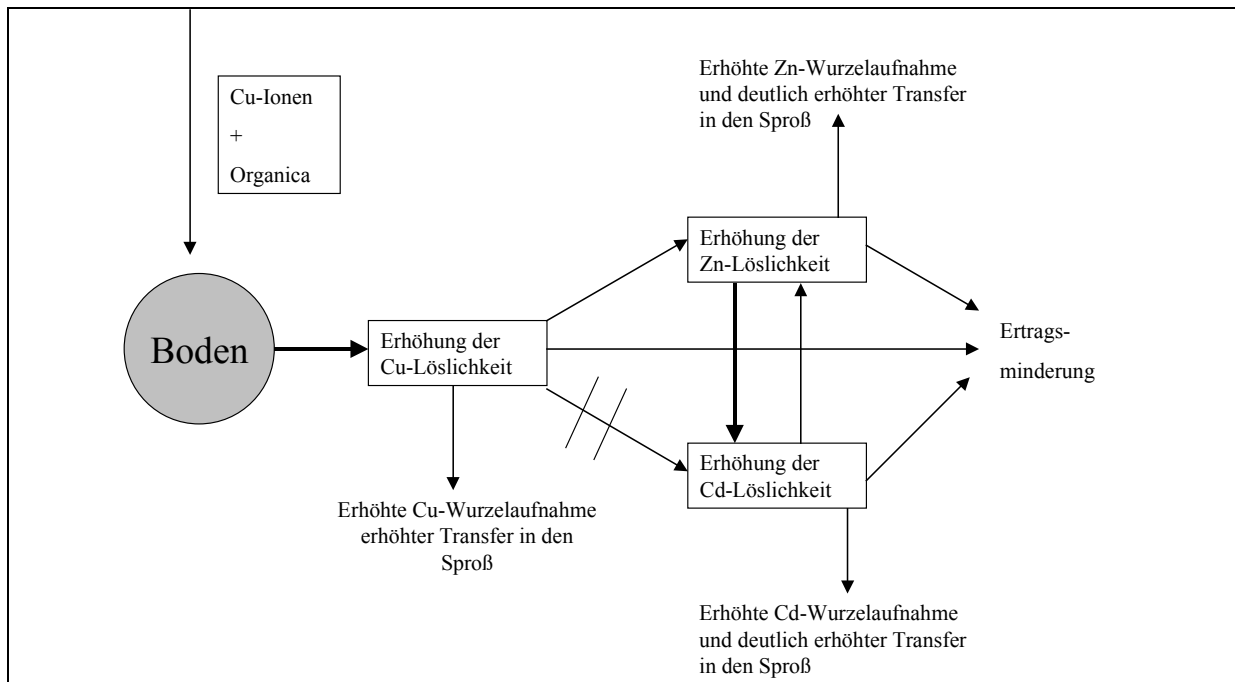 Cu-Ionen
+
Organica
Boden
Erhöhung der
Cu-Löslichkeit
Erhöhte Cu-Wurzelaufnahme
erhöhter Transfer in den
Sproß
Erhöhte Zn-Wurzelaufnahme
und deutlich erhöhter Transfer
in den Sproß
Erhöhung der
Zn-Löslichkeit
Erhöhung der
Cd-Löslichkeit
Erhöhte Cd-Wurzelaufnahme
und deutlich erhöhter Transfer
in den Sproß
Ertrags-
minderung